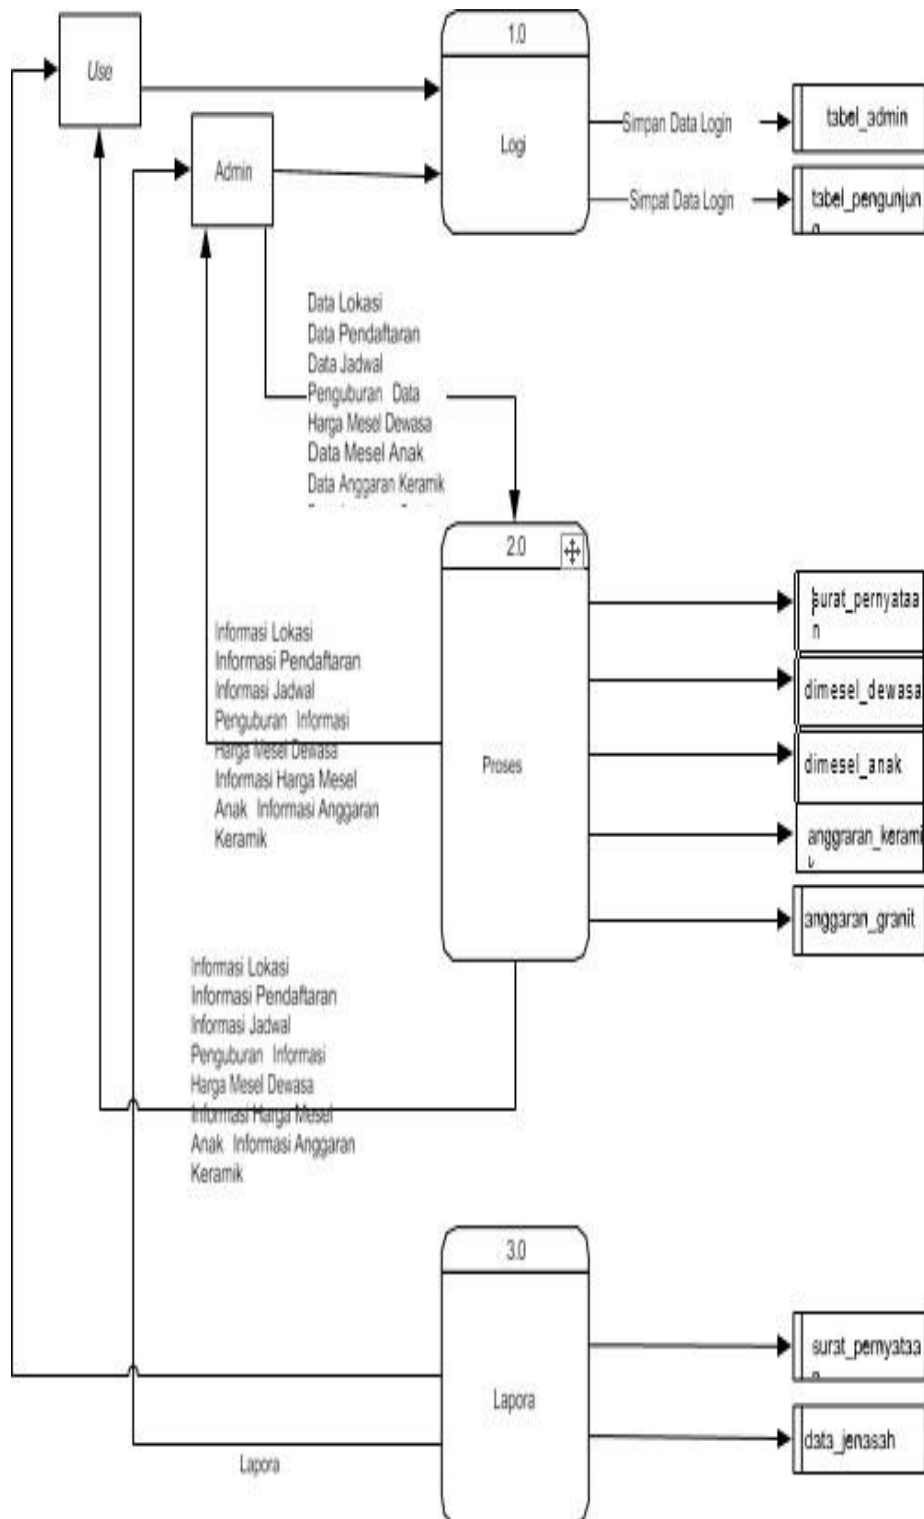 Use
1.0
Logi
Simpan Data Login
tabel_admin
Admin
Simpat Data Login
tabel_pengunjun
Data Lokasi
Data Pendaftaran
Data Jadwal
Penguburan Data
Harga Mesel Dewasa
Data Mesel Anak
Data Anggaran Keramik
2.0
Proses
surat_pernyataa
n
dimesel_dewasa
dimesel_anak
anggraran_kerami
anggaran_granit
Informasi Lokasi
Informasi Pendaftaran
Informasi Jadwal
Penguburan Informasi
Harga Mesel Dewasa
Informasi Harga Mesel
Anak Informasi Anggaran
Keramik
Informasi Lokasi
Informasi Pendaftaran
Informasi Jadwal
Penguburan Informasi
Harga Mesel Dewasa
Informasi Harga Mesel
Anak Informasi Anggaran
Keramik
3.0
Lapora
surat_pernyataa
data_jenasah
Lapora